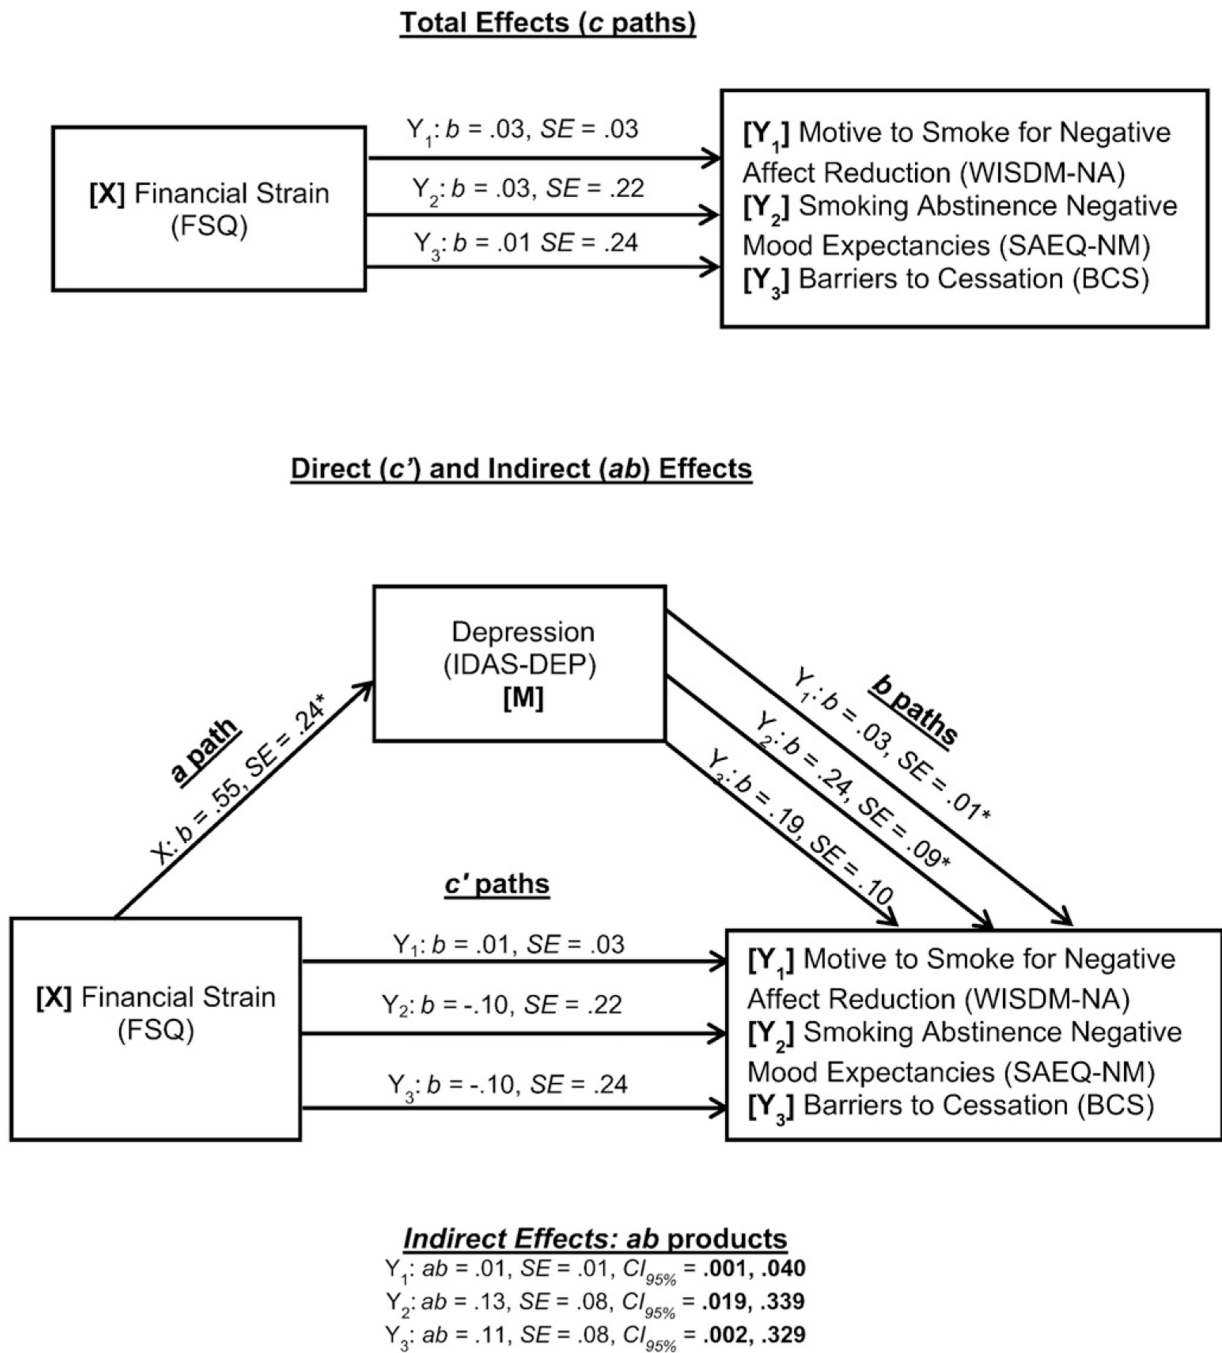 Total Effects (c paths)
[X] Financial Strain
(FSQ)
Y1: b = .03, SE = .03
Y2: b = .03, SE = .22
Y3: b = .01 SE = .24
[Y1] Motive to Smoke for Negative
Affect Reduction (WISDM-NA)
[Y2] Smoking Abstinence Negative
Mood Expectancies (SAEQ-NM)
[Y3] Barriers to Cessation (BCS)
Direct (c’) and Indirect (ab) Effects
Depression
(IDAS-DEP)
[M]
a path
X: b = .55, SE = .24*
b paths
Y1: b = .03, SE = .01*
Y2: b = .24, SE = .09*
Y3: b = .19, SE = .10
c' paths
[X] Financial Strain
(FSQ)
Y1: b = .01, SE = .03
Y2: b = -.10, SE = .22
Y3: b = -.10, SE = .24
[Y1] Motive to Smoke for Negative
Affect Reduction (WISDM-NA)
[Y2] Smoking Abstinence Negative
Mood Expectancies (SAEQ-NM)
[Y3] Barriers to Cessation (BCS)
Indirect Effects: ab products
Y1: ab = .01, SE = .01, CI95% = .001, .040
Y2: ab = .13, SE = .08, CI95% = .019, .339
Y3: ab = .11, SE = .08, CI95% = .002, .329